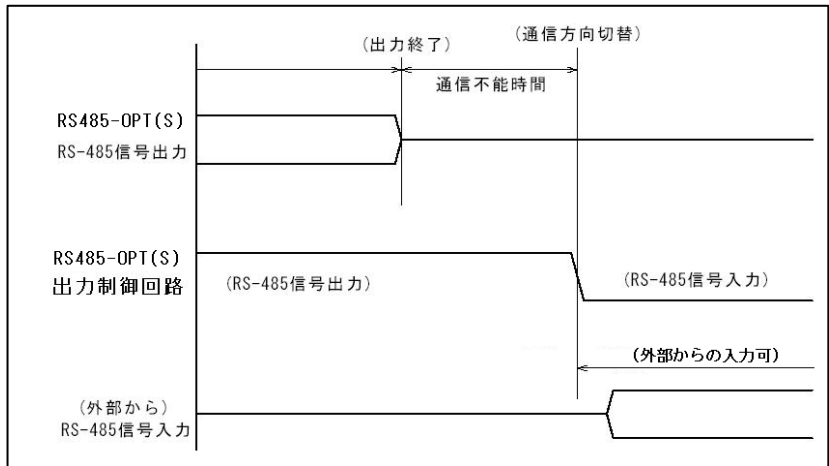 (出力終了)
(通信方向切替)
通信不能時間
RS485-OPT(S)
RS-485信号出力
RS485-OPT(S)
出力制御回路
(RS-485信号出力)
(RS-485信号入力)
(外部からの入力可)
(外部から)
RS-485信号入力